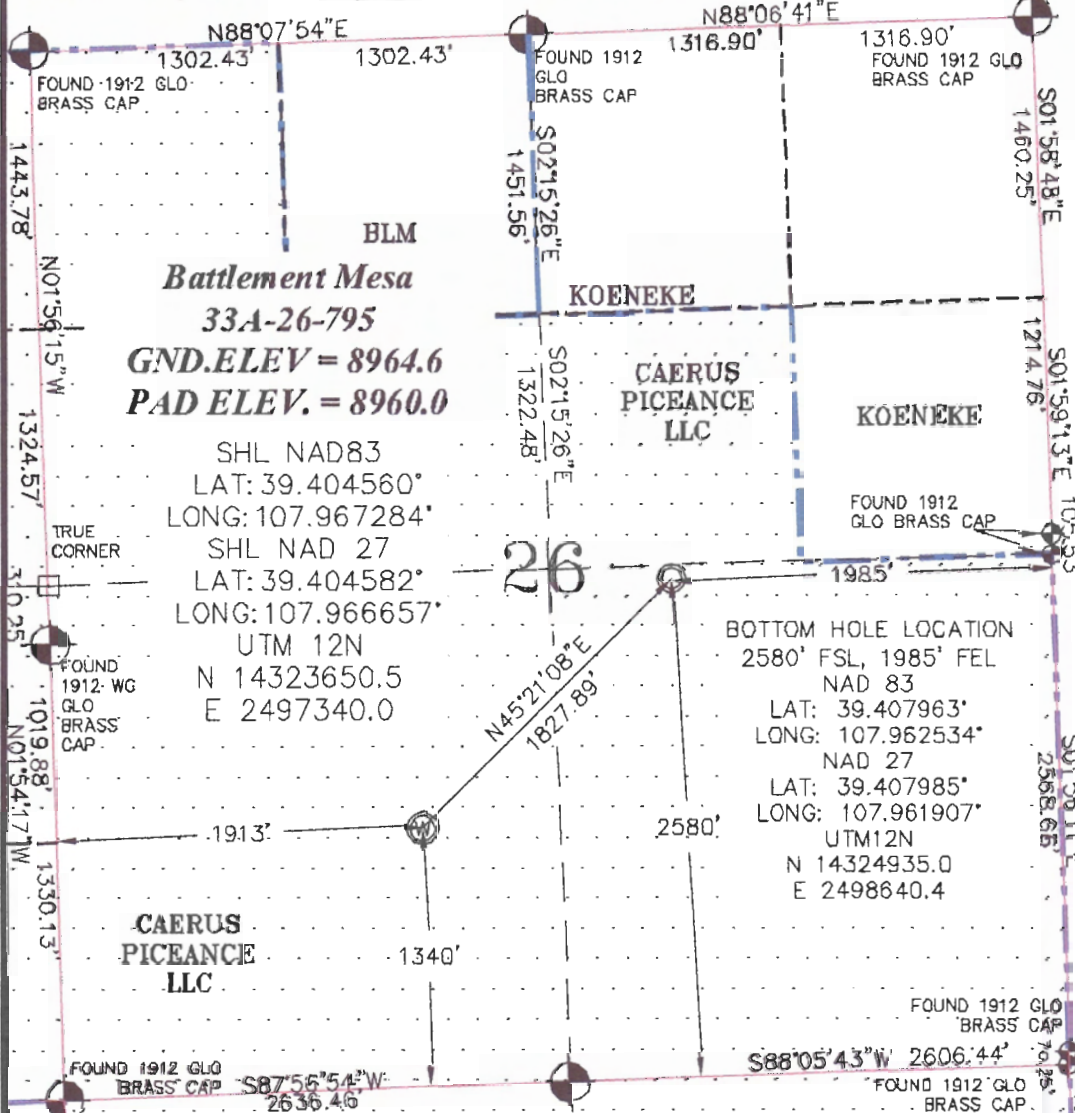 N88°07'54"E
1302.43'
1302.43'
N88°06'41"E
1316.90'
1316.90'
FOUND 1912 GLO
BRASS CAP
FOUND 1912
GLO
BRASS CAP
FOUND 1912 GLO
BRASS CAP
1443.78'
S02°15'26"E
1451.56'
S01°58'48"E
1460.25'
BLM
Battlement Mesa
33A-26-795
GND.ELEV = 8964.6
PAD ELEV. = 8960.0
N01°56'15"W
1324.57'
KOENEKE
CAERUS
PICEANCE
LLC
KOENEKE
S02°15'26"E
1322.48'
1214.76'
S01°59'13"E
SHL NAD83
LAT: 39.404560°
LONG: 107.967284°
SHL NAD 27
LAT: 39.404582°
LONG: 107.966657°
UTM 12N
N 14323650.5
E 2497340.0
TRUE
CORNER
FOUND 1912
GLO BRASS CAP
26
1985'
FOUND
1912 WG
GLO
BRASS
CAP
1019.88'
N01°54'17"W
N45°21'08"E
1827.89'
BOTTOM HOLE LOCATION
2580' FSL, 1985' FEL
NAD 83
LAT: 39.407963°
LONG: 107.962534°
NAD 27
LAT: 39.407985°
LONG: 107.961907°
UTM12N
N 14324935.0
E 2498640.4
2568.66'
1913'
W
2580'
1330.13'
CAERUS
PICEANCE
LLC
1340'
FOUND 1912 GLO
BRASS CAP
FOUND 1912 GLO
BRASS CAP
S87°56'54"W
2636.46
S88°05'43"W 2606.44'
70.25'
FOUND 1912 GLO
BRASS CAP